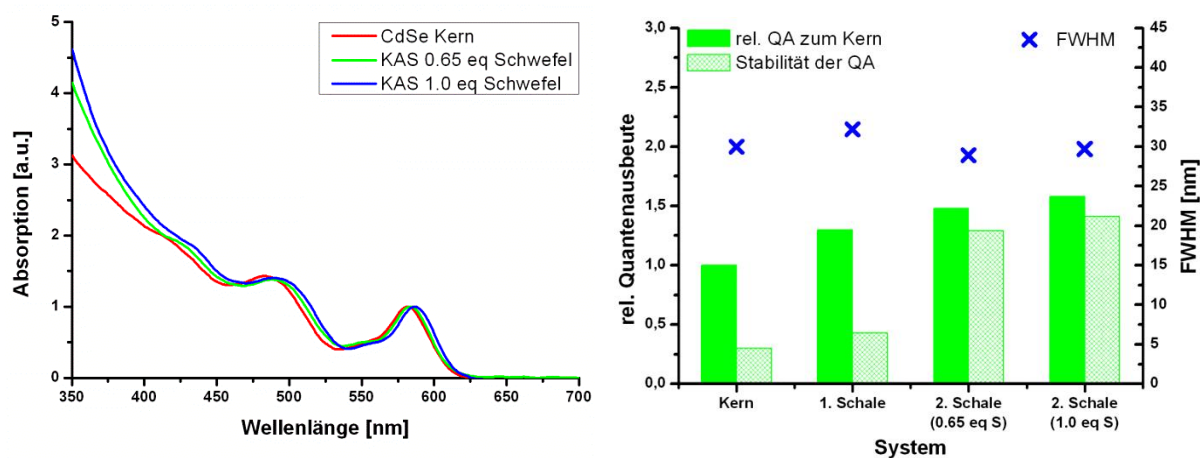 5
4
3
2
1
0
Absorption [a.u.]
CdSe Kern
KAS 0.65 eq Schwefel
KAS 1.0 eq Schwefel
350 400 450 500 550 600 650 700
Wellenlänge [nm]
3,0
2,5
2,0
1,5
1,0
0,5
0,0
rel. Quantenausbeute
rel. QA zum Kern
Stabilität der QA
FWHM
45
40
35
30
25
20
15
10
5
0
FWHM [nm]
Kern 1. Schale 2. Schale 2. Schale
(0.65 eq S) (1.0 eq S)
System